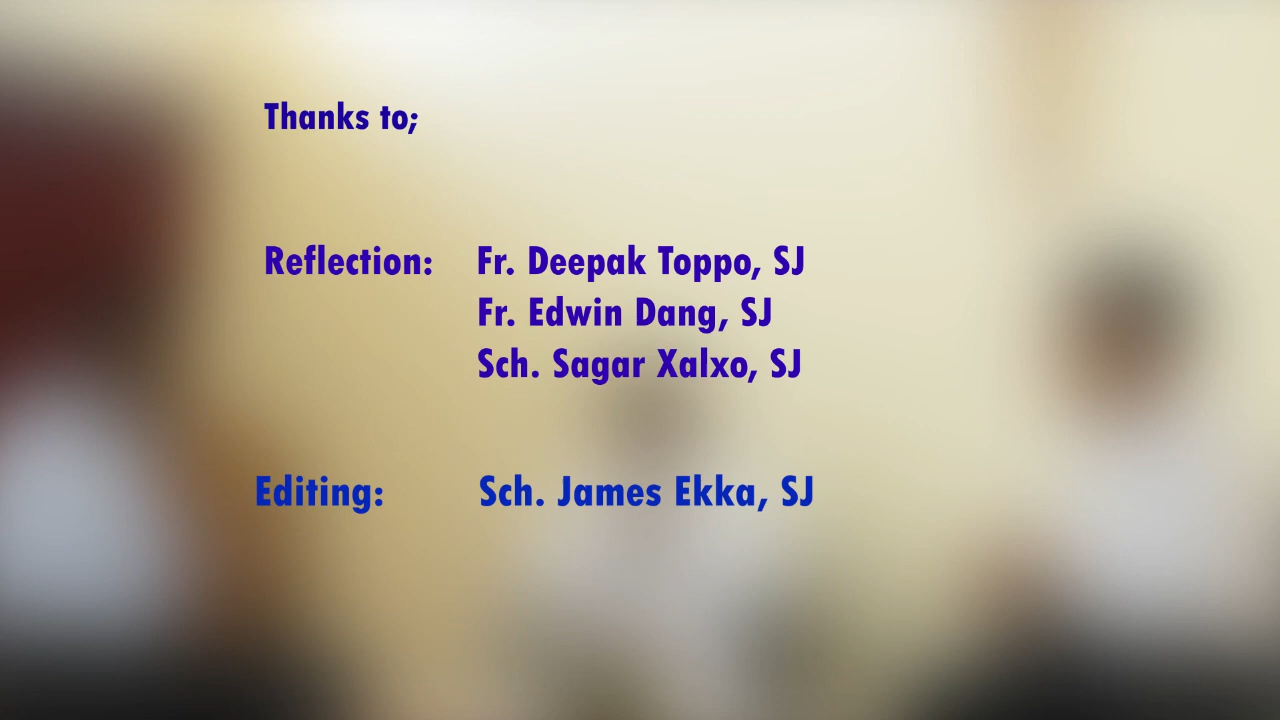 Thanks to;
Reflection: Fr. Deepak Toppo, SJ
Fr. Edwin Dang, SJ
Sch. Sagar Xalxo, SJ
Editing: Sch. James Ekka, SJ